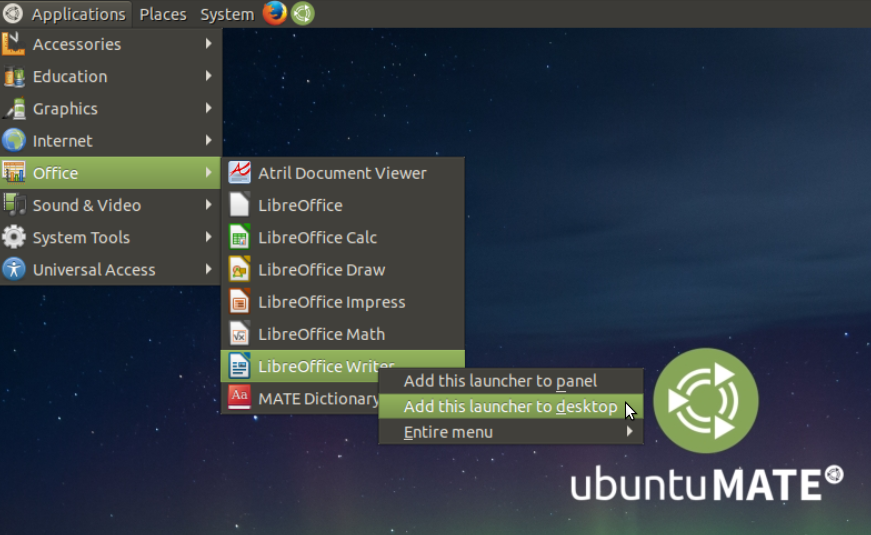 Applications Places System
Accessories
Education
Graphics
Internet
Office
Sound & Video
System Tools
Universal Access
Atril Document Viewer
LibreOffice
LibreOffice Calc
LibreOffice Draw
LibreOffice Impress
LibreOffice Math
LibreOffice Writer
MATE Dictionary
Add this launcher to panel
Add this launcher to desktop
Entire menu
ubuntu MATE